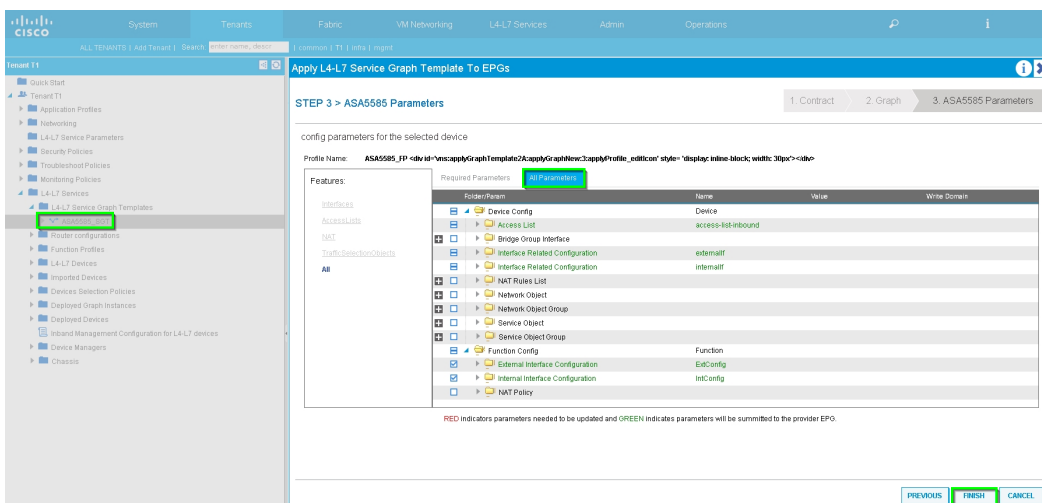 CISCO
System Tenants Fabric VM Networking L4-L7 Services Admin Operations
ALL TENANTS | Add Tenant | Search: enter name, descr | common | T1 | infra | mgmt
Tenant T1
Quick Start
Tenant T1
Application Profiles
Networking
L4-L7 Service Parameters
Security Policies
Troubleshoot Policies
Monitoring Policies
L4-L7 Services
L4-L7 Service Graph Templates
ASA5585_SGT
Router configurations
Function Profiles
L4-L7 Devices
Imported Devices
Devices Selection Policies
Deployed Graph Instances
Deployed Devices
Inband Management Configuration for L4-L7 devices
Device Managers
Chassis
Apply L4-L7 Service Graph Template To EPGs
STEP 3 > ASA5585 Parameters
1. Contract 2. Graph 3. ASA5585 Parameters
config parameters for the selected device
Profile Name: ASA5585_FP <div id='vns:applyGraphTemplate2A:applyGraphNew:3:applyProfile_editIcon' style= 'display: inline-block; width: 30px'></div>
Features:
Interfaces
AccessLists
NAT
TrafficSelectionObjects
All
Required Parameters All Parameters
Folder/Param Name Value Write Domain
Device Config Device
Access List access-list-inbound
Bridge Group Interface
Interface Related Configuration externalIf
Interface Related Configuration internalIf
NAT Rules List
Network Object
Network Object Group
Service Object
Service Object Group
Function Config Function
External Interface Configuration ExtConfig
Internal Interface Configuration IntConfig
NAT Policy
RED indicators parameters needed to be updated and GREEN indicates parameters will be summitted to the provider EPG.
PREVIOUS FINISH CANCEL